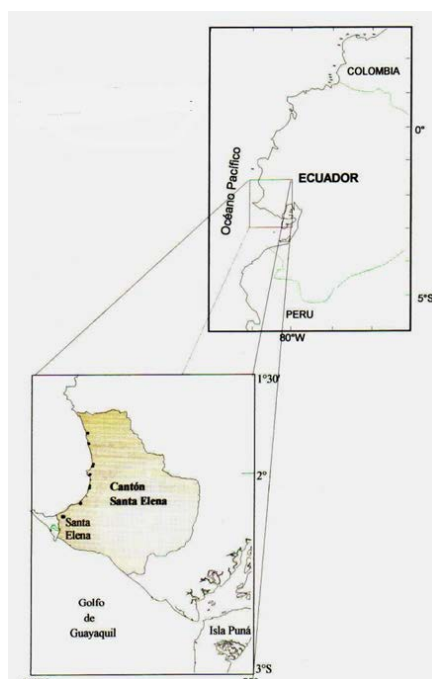 COLOMBIA
0°
ECUADOR
Océano Pacífico
5°S
PERU
80°W
1°30'
2°
Cantón
Santa Elena
Santa
Elena
Golfo
de
Guayaquil
Isla Puná
3°S